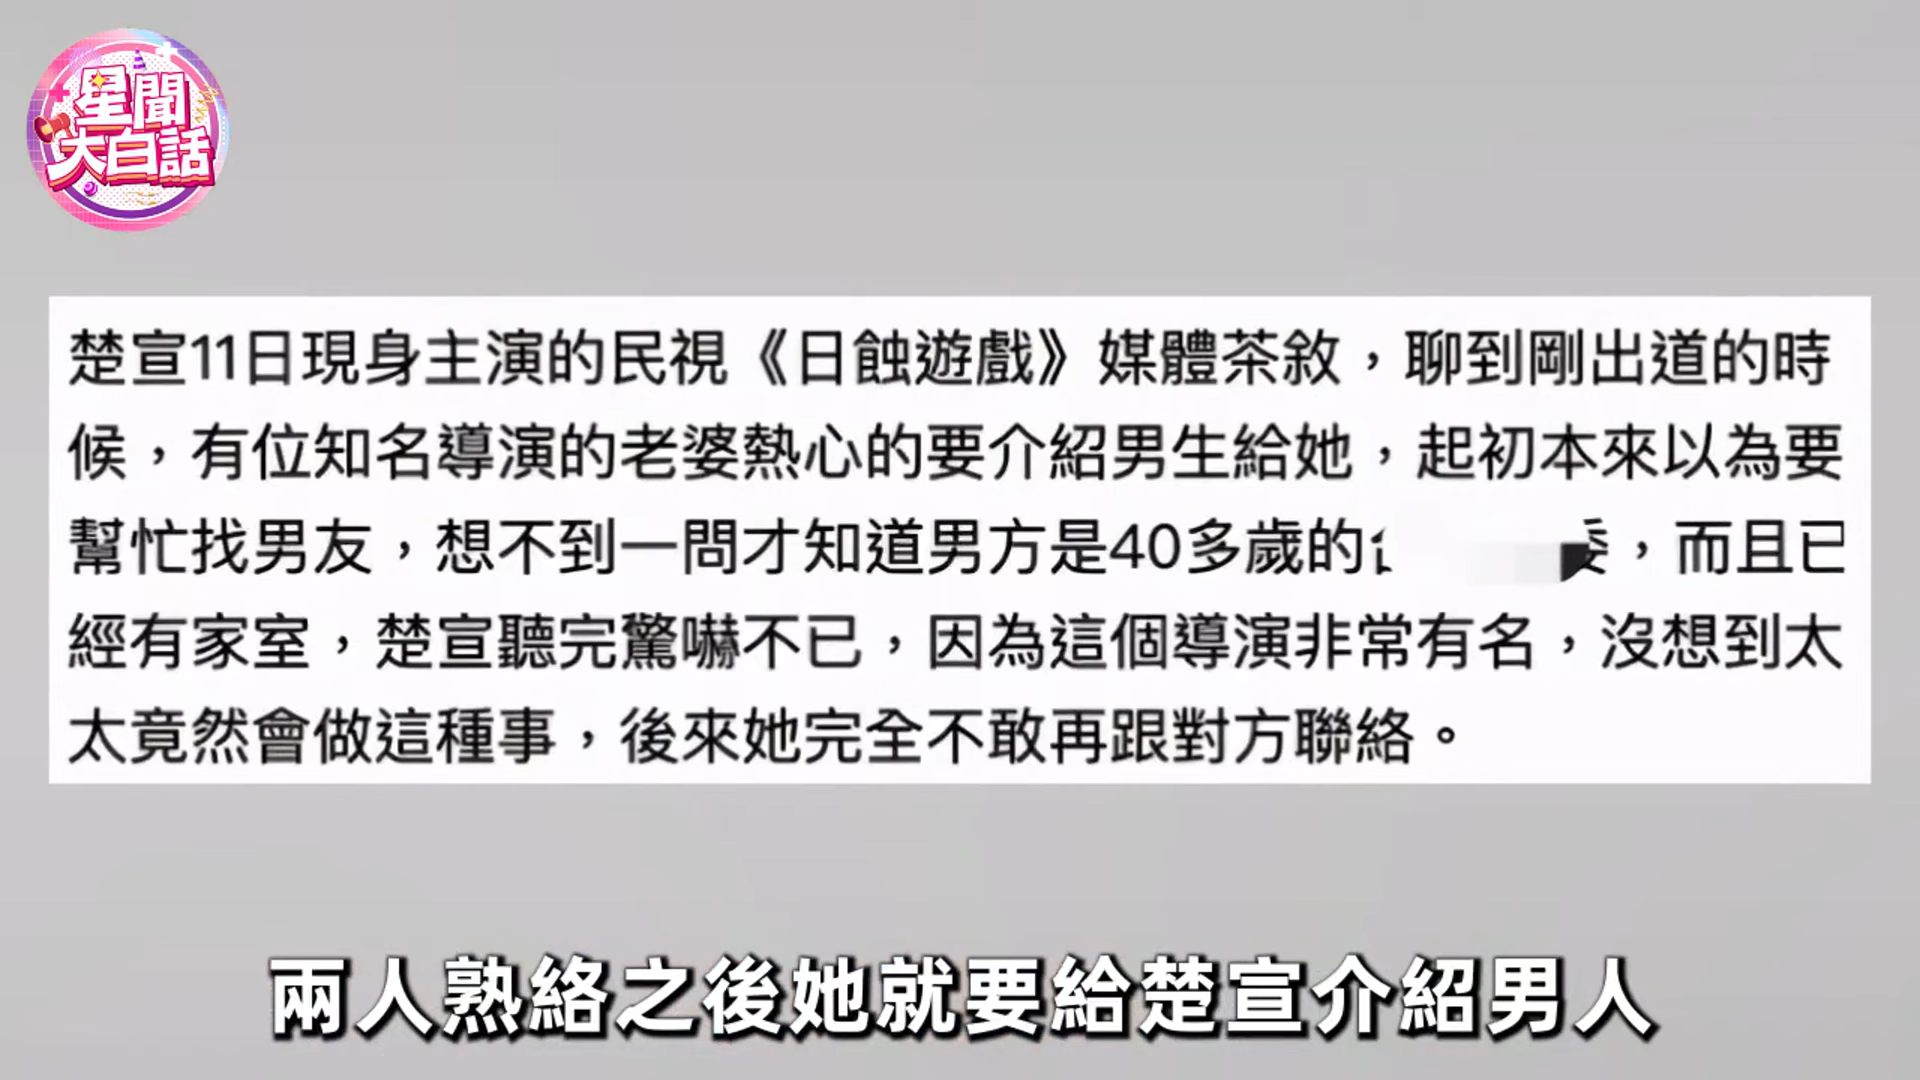 星聞
大白話
楚宣11日現身主演的民視《日蝕遊戲》媒體茶敘，聊到剛出道的時
候，有位知名導演的老婆熱心的要介紹男生給她，起初本來以為要
幫忙找男友，想不到一問才知道男方是40多歲的，而且已
經有家室，楚宣聽完驚嚇不已，因為這個導演非常有名，沒想到太
太竟然會做這種事，後來她完全不敢再跟對方聯絡。
兩人熟絡之後她就要給楚宣介紹男人